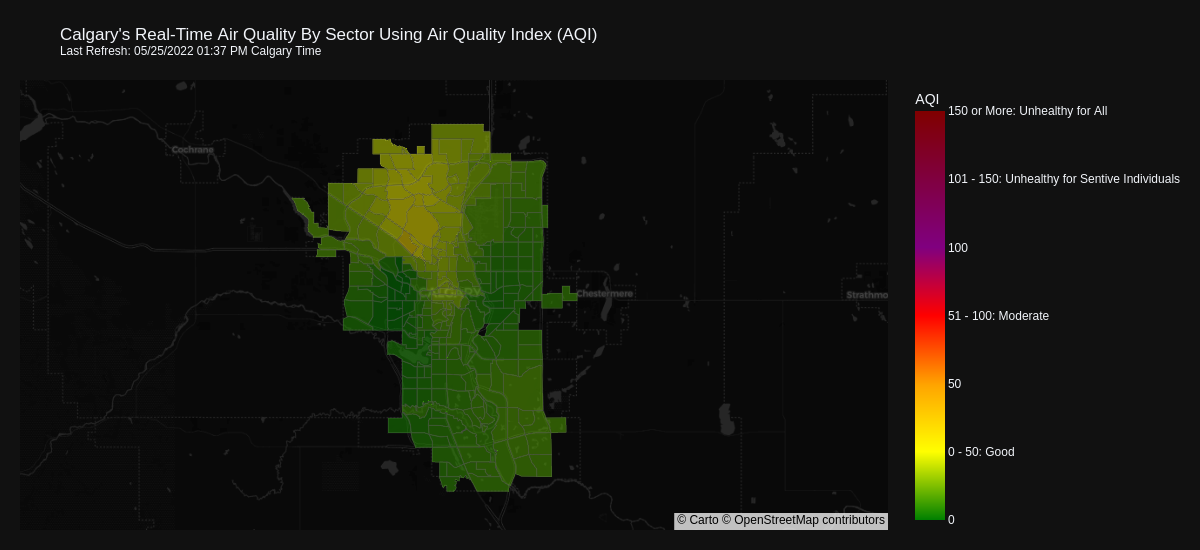 Calgary's Real-Time Air Quality By Sector Using Air Quality Index (AQI)
Last Refresh: 05/25/2022 01:37 PM Calgary Time
AQI
150 or More: Unhealthy for All
Cochrane
101 - 150: Unhealthy for Sentive Individuals
100
CALGARY
Chestermere
Strathmo
51 - 100: Moderate
50
0 - 50: Good
0
© Carto © OpenStreetMap contributors